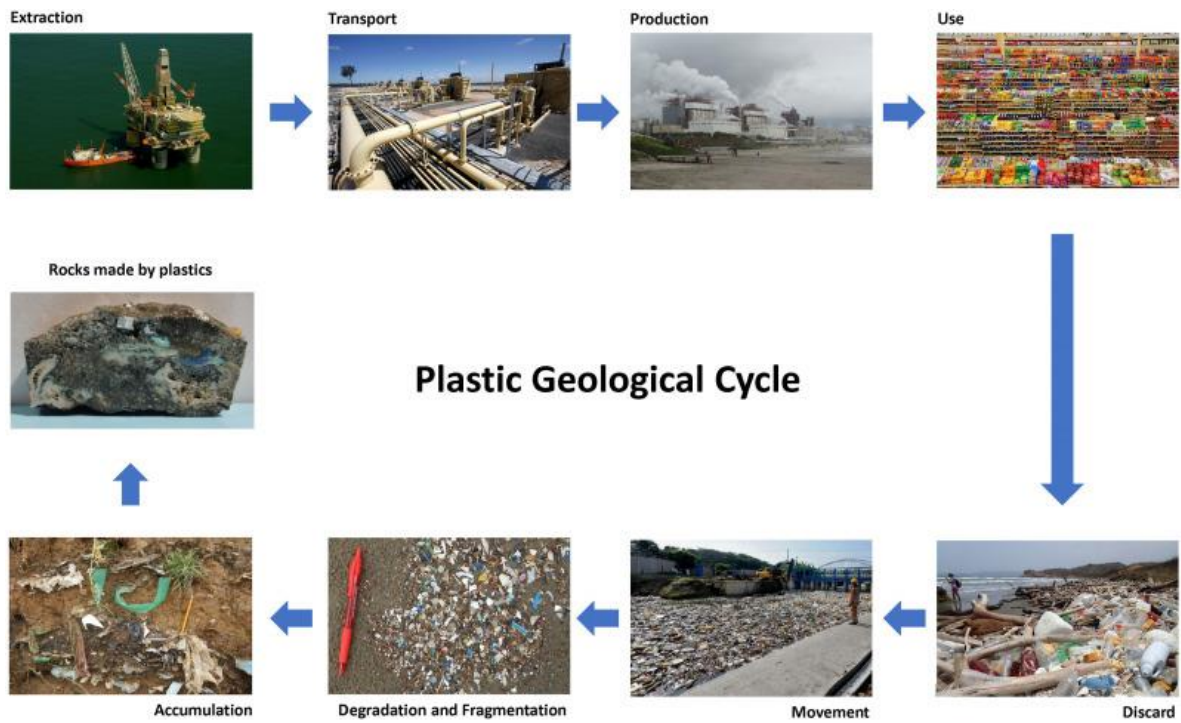 Extraction
Transport
Production
Use
Rocks made by plastics
Plastic Geological Cycle
Accumulation
Degradation and Fragmentation
Movement
Discard